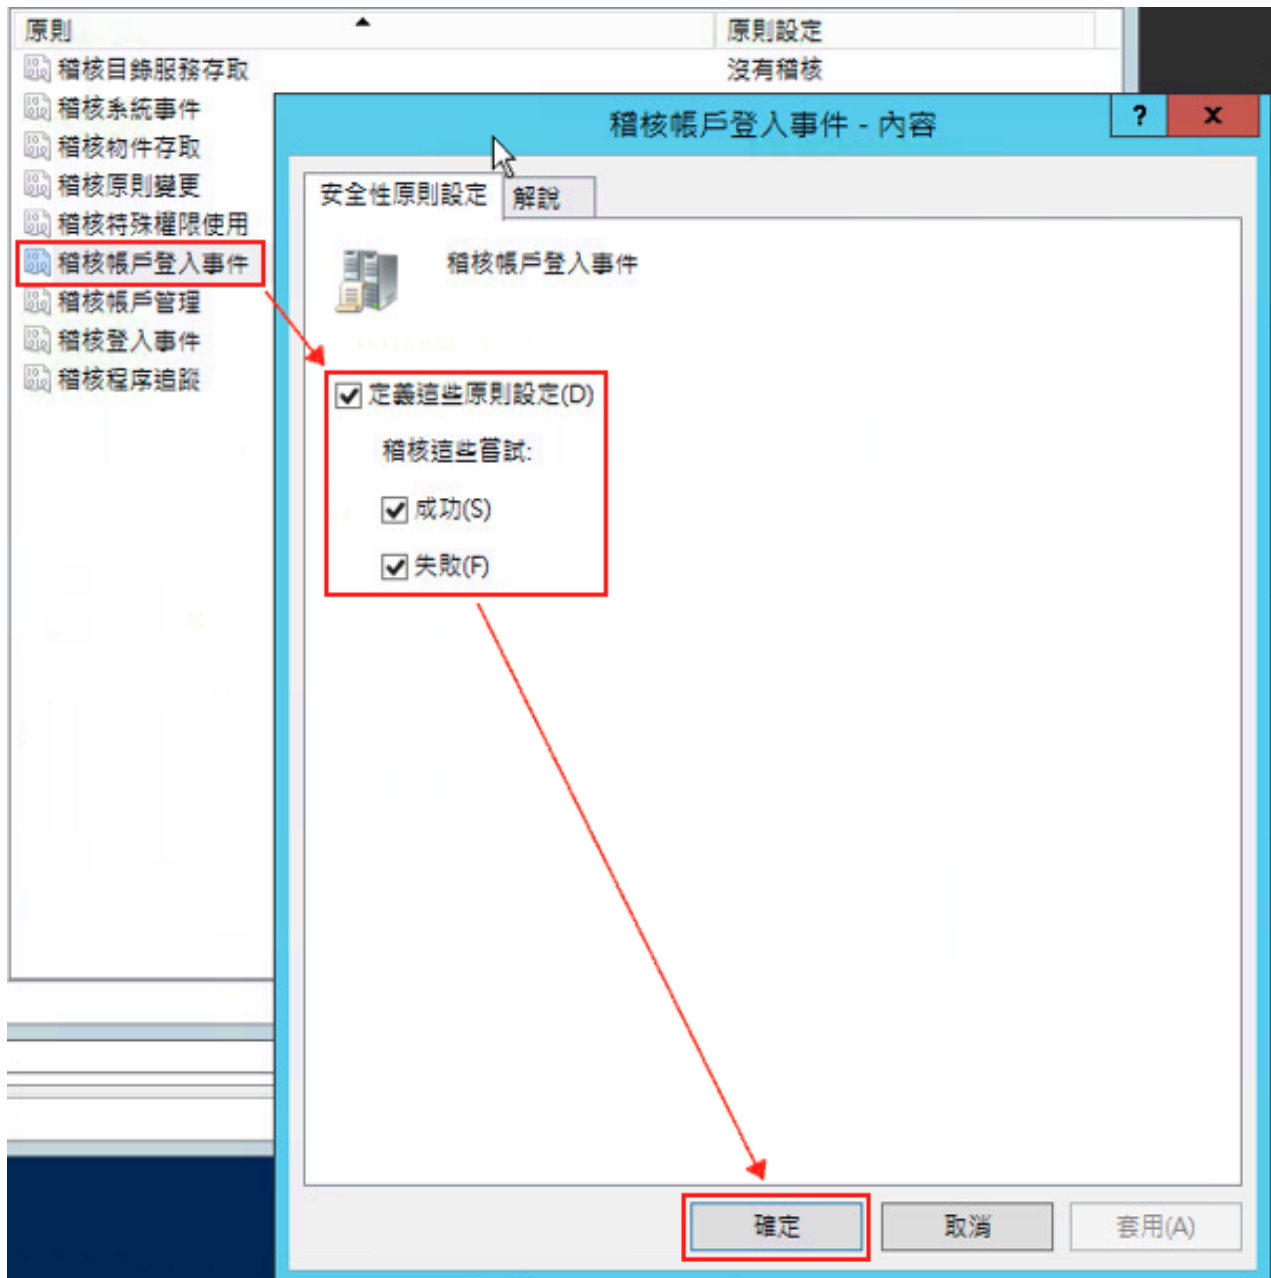 原則 原則設定
稽核目錄服務存取 沒有稽核
稽核系統事件
稽核物件存取
稽核原則變更
稽核特殊權限使用
稽核帳戶登入事件
稽核帳戶管理
稽核登入事件
稽核程序追蹤
稽核帳戶登入事件 - 內容
? x
安全性原則設定 解說
稽核帳戶登入事件
定義這些原則設定(D)
稽核這些嘗試:
成功(S)
失敗(F)
確定 取消 套用(A)